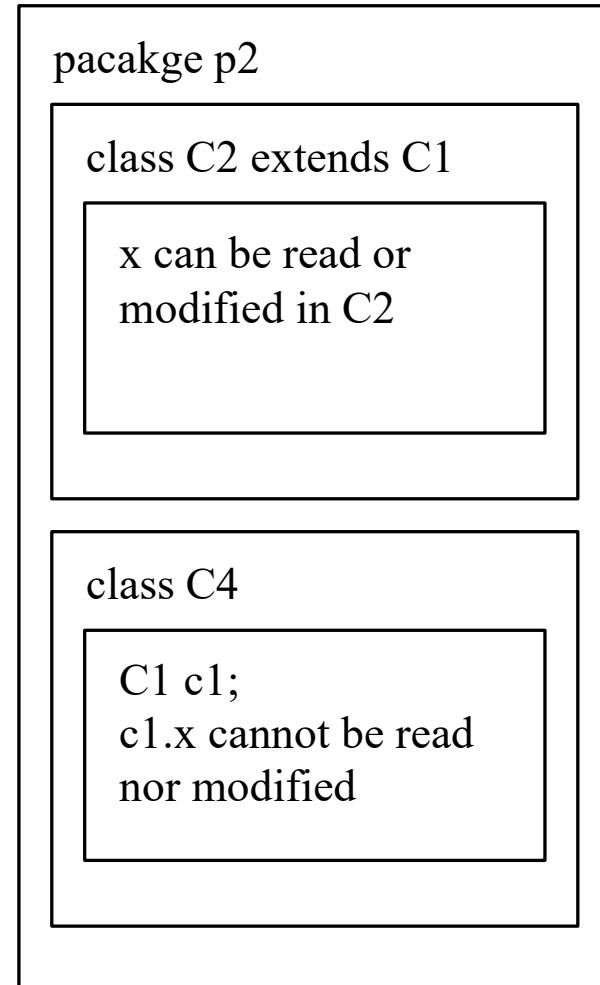 pacakge p2
class C2 extends C1
x can be read or
modified in C2
class C4
C1 c1;
c1.x cannot be read
nor modified